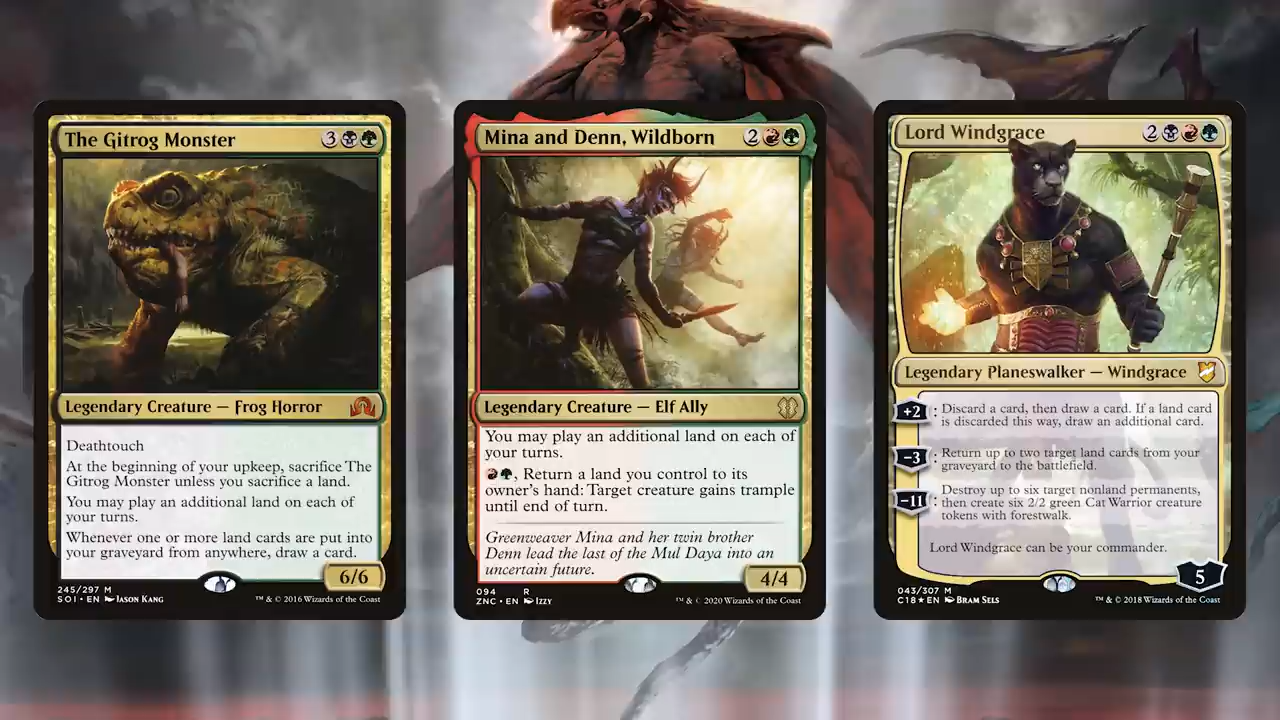 The Gitrog Monster 3
Legendary Creature — Frog Horror
Deathtouch
At the beginning of your upkeep, sacrifice The
Gitrog Monster unless you sacrifice a land.
You may play an additional land on each of
your turns.
Whenever one or more land cards are put into
your graveyard from anywhere, draw a card.
6/6
245/297 M
SOI • EN Jason Kang
™ & © 2016 Wizards of the Coast
Mina and Denn, Wildborn 2
Legendary Creature — Elf Ally
You may play an additional land on each of
your turns.
, Return a land you control to its
owner's hand: Target creature gains trample
until end of turn.
Greenweaver Mina and her twin brother
Denn lead the last of the Mul Daya into an
uncertain future.
4/4
094 R
ZNC • EN Izzy
™ & © 2020 Wizards of the Coast
Lord Windgrace 2
Legendary Planeswalker — Windgrace
+2 : Discard a card, then draw a card. If a land card
is discarded this way, draw an additional card.
−3 : Return up to two target land cards from your
graveyard to the battlefield.
−11 : Destroy up to six target nonland permanents,
then create six 2/2 green Cat Warrior creature
tokens with forestwalk.
Lord Windgrace can be your commander.
5
043/307 M
C18 ★ EN Bram Sels
™ & © 2018 Wizards of the Coast